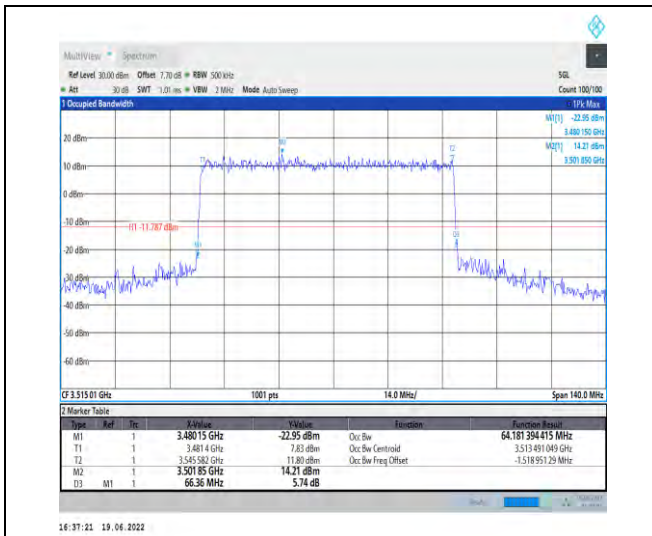 MultiView Spectrum
Ref Level 30.00 dBm Offset 7.70 dB RBW 500 kHz SGL
Att 30 dB SWT 1.01 ms VBW 2 MHz Mode Auto Sweep Count 100/100
1 Occupied Bandwidth 1Pk Max
M1[1] -22.95 dBm
3.480 150 GHz
M2[1] 14.21 dBm
3.501 850 GHz
20 dBm
10 dBm
0 dBm
-10 dBm
-20 dBm
-30 dBm
-40 dBm
-50 dBm
-60 dBm
T1
M2
T2
H1 -11.787 dBm
M1
D3
CF 3.515 01 GHz 1001 pts 14.0 MHz/ Span 140.0 MHz
2 Marker Table
Type Ref Trc X-Value Y-Value Function Function Result
M1 1 3.480 15 GHz -22.95 dBm Occ Bw 64.181 394 415 MHz
T1 1 3.481 4 GHz 7.83 dBm Occ Bw Centroid 3.513 491 049 GHz
T2 1 3.545 582 GHz 11.80 dBm Occ Bw Freq Offset -1.518 951 29 MHz
M2 1 3.501 85 GHz 14.21 dBm
D3 M1 1 66.36 MHz 5.74 dB
16:37:21 19.06.2022